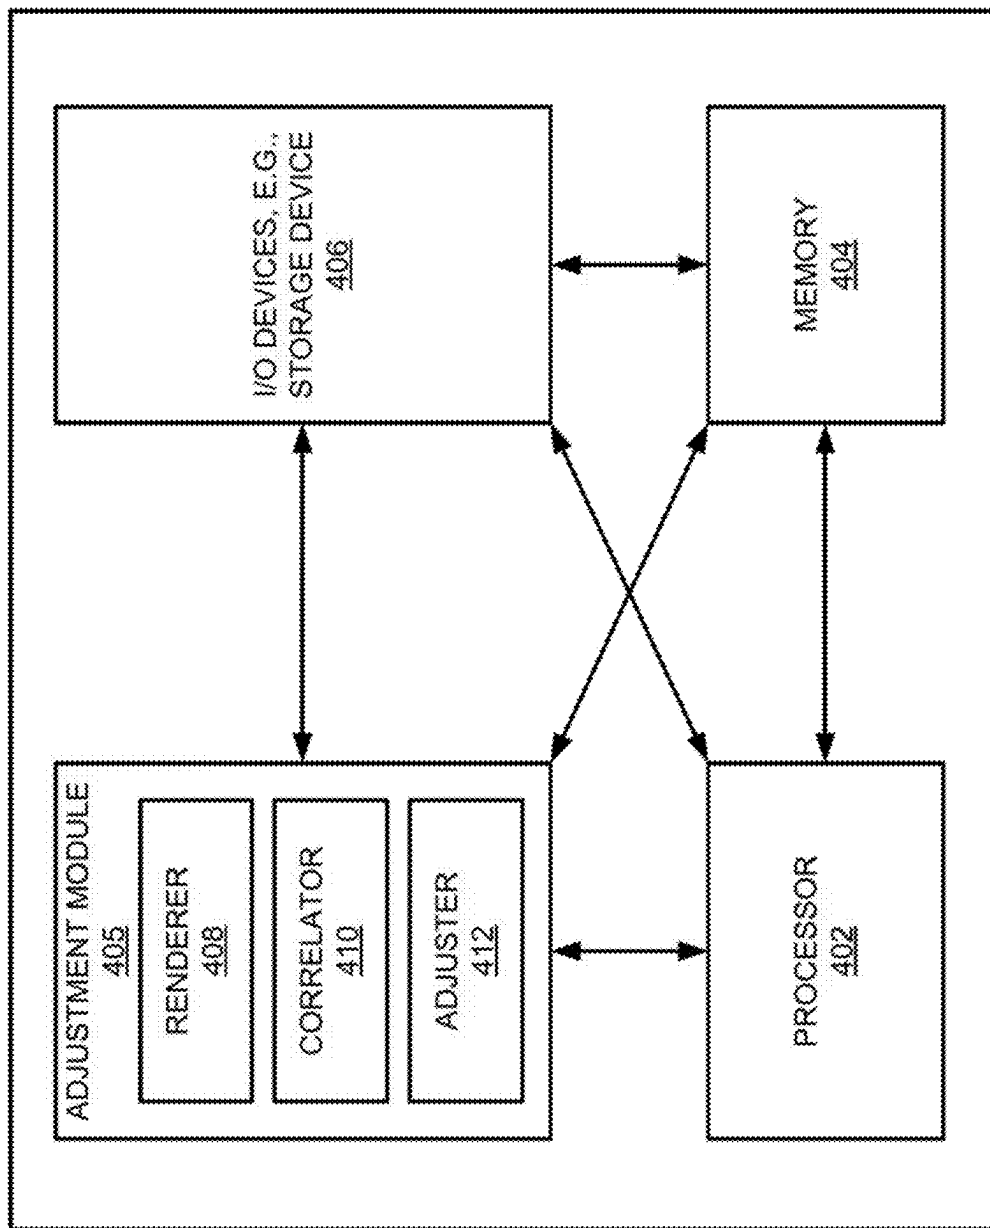 ADJUSTMENT MODULE
405
RENDERER
408
CORRELATOR
410
ADJUSTER
412
I/O DEVICES, E.G.,
STORAGE DEVICE
406
PROCESSOR
402
MEMORY
404